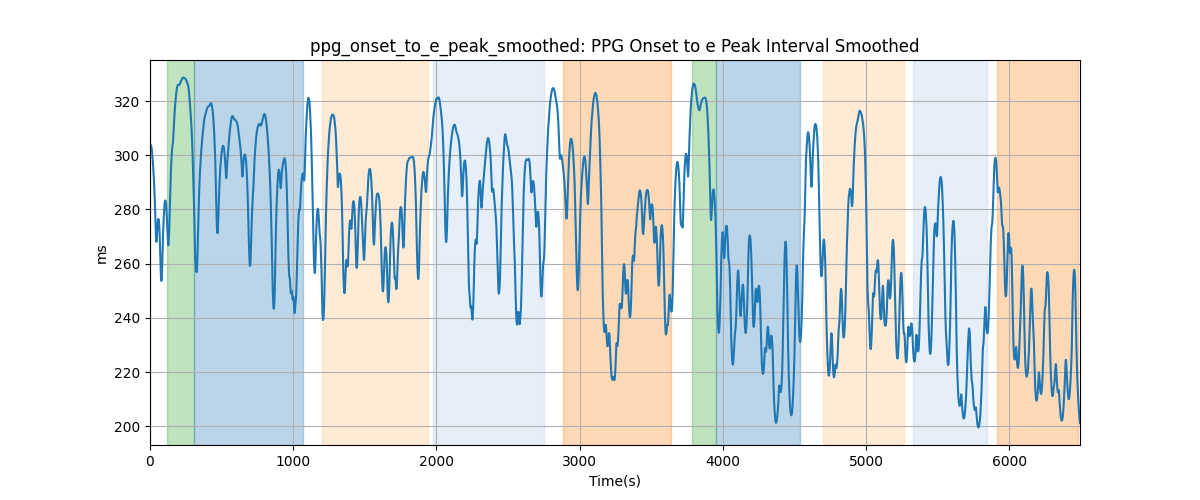 ppg_onset_to_e_peak_smoothed: PPG Onset to e Peak Interval Smoothed
320
300
280
260
240
220
200
ms
0 1000 2000 3000 4000 5000 6000
Time(s)